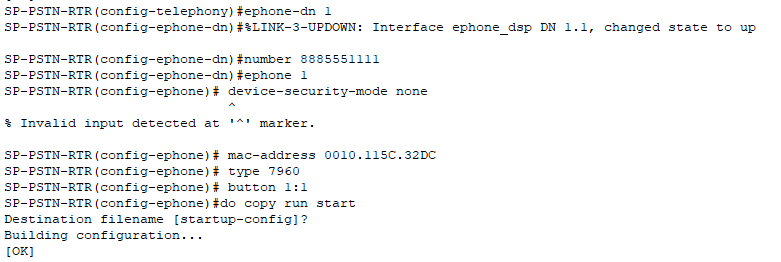 SP-PSTN-RTR(config-telephony)#ephone-dn 1
SP-PSTN-RTR(config-ephone-dn)#%LINK-3-UPDOWN: Interface ephone_dsp DN 1.1, changed state to up
SP-PSTN-RTR(config-ephone-dn)#number 8885551111
SP-PSTN-RTR(config-ephone-dn)#ephone 1
SP-PSTN-RTR(config-ephone)# device-security-mode none
^
% Invalid input detected at '^' marker.
SP-PSTN-RTR(config-ephone)# mac-address 0010.115C.32DC
SP-PSTN-RTR(config-ephone)# type 7960
SP-PSTN-RTR(config-ephone)# button 1:1
SP-PSTN-RTR(config-ephone)#do copy run start
Destination filename [startup-config]?
Building configuration...
[OK]